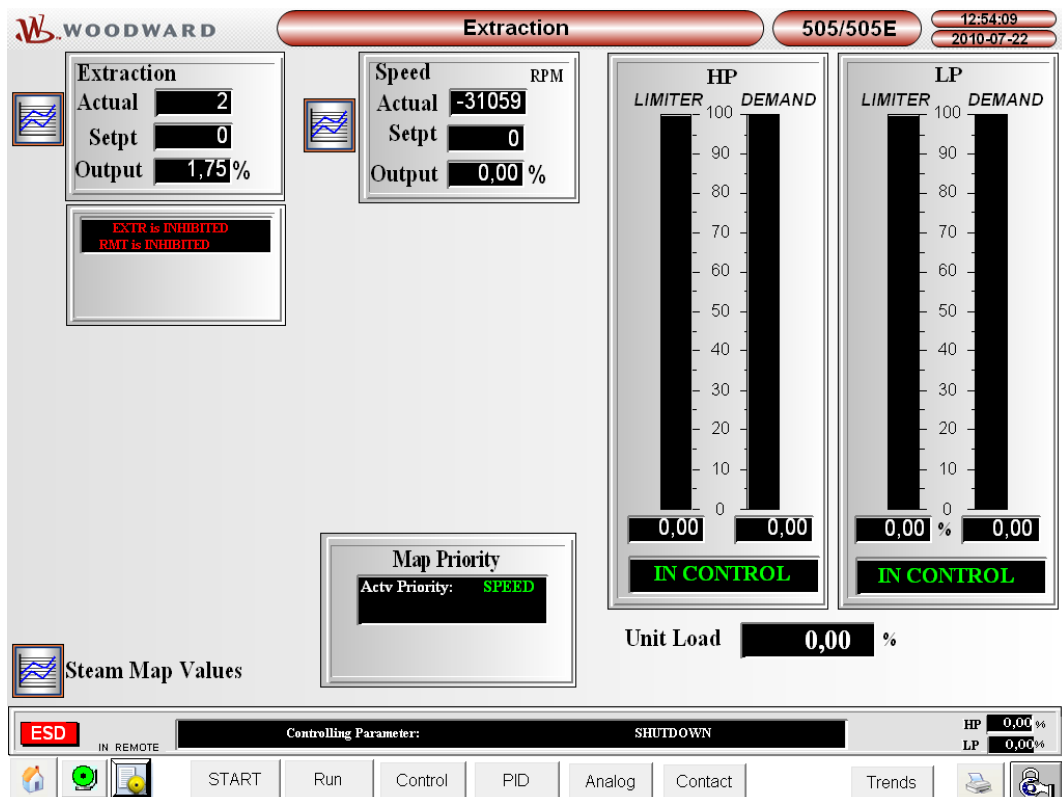 WOODWARD
Extraction
505/505E
12:54:09
2010-07-22
Extraction
Actual 2
Setpt 0
Output 1,75 %
EXTR is INHIBITED
RMT is INHIBITED
Speed RPM
Actual -31059
Setpt 0
Output 0,00 %
HP
LIMITER DEMAND
100
90
80
70
60
50
40
30
20
10
0
0,00 0,00
IN CONTROL
LP
LIMITER DEMAND
100
90
80
70
60
50
40
30
20
10
0
0,00 % 0,00
IN CONTROL
Map Priority
Actv Priority: SPEED
Unit Load 0,00 %
Steam Map Values
ESD
IN REMOTE
Controlling Parameter: SHUTDOWN
HP 0,00 %
LP 0,00 %
START Run Control PID Analog Contact Trends